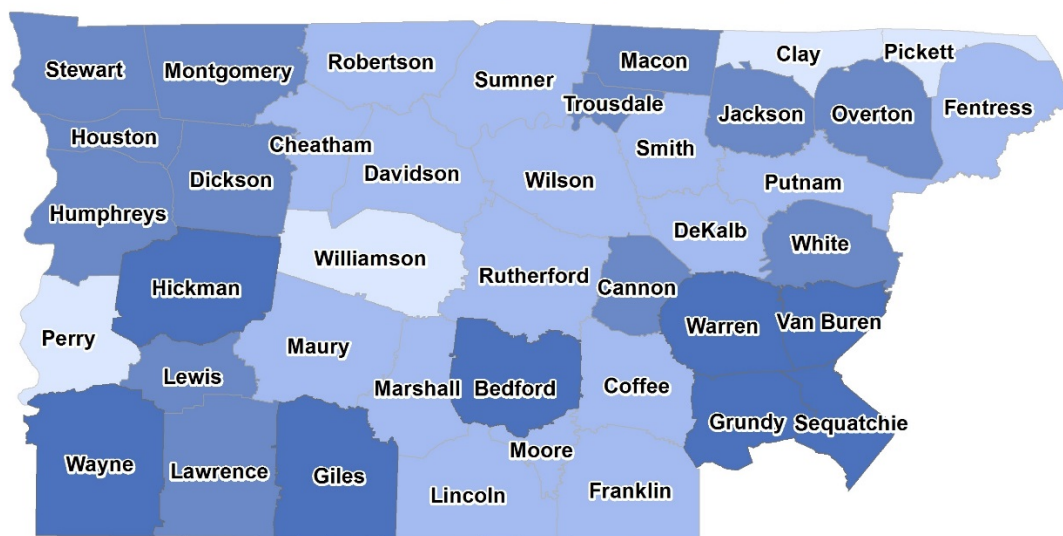 Stewart
Montgomery
Robertson
Sumner
Macon
Clay
Pickett
Trousdale
Jackson
Overton
Fentress
Houston
Cheatham
Smith
Dickson
Davidson
Wilson
Putnam
Humphreys
DeKalb
White
Williamson
Rutherford
Hickman
Cannon
Warren
Van Buren
Perry
Maury
Lewis
Marshall
Bedford
Coffee
Grundy
Sequatchie
Wayne
Lawrence
Giles
Moore
Lincoln
Franklin